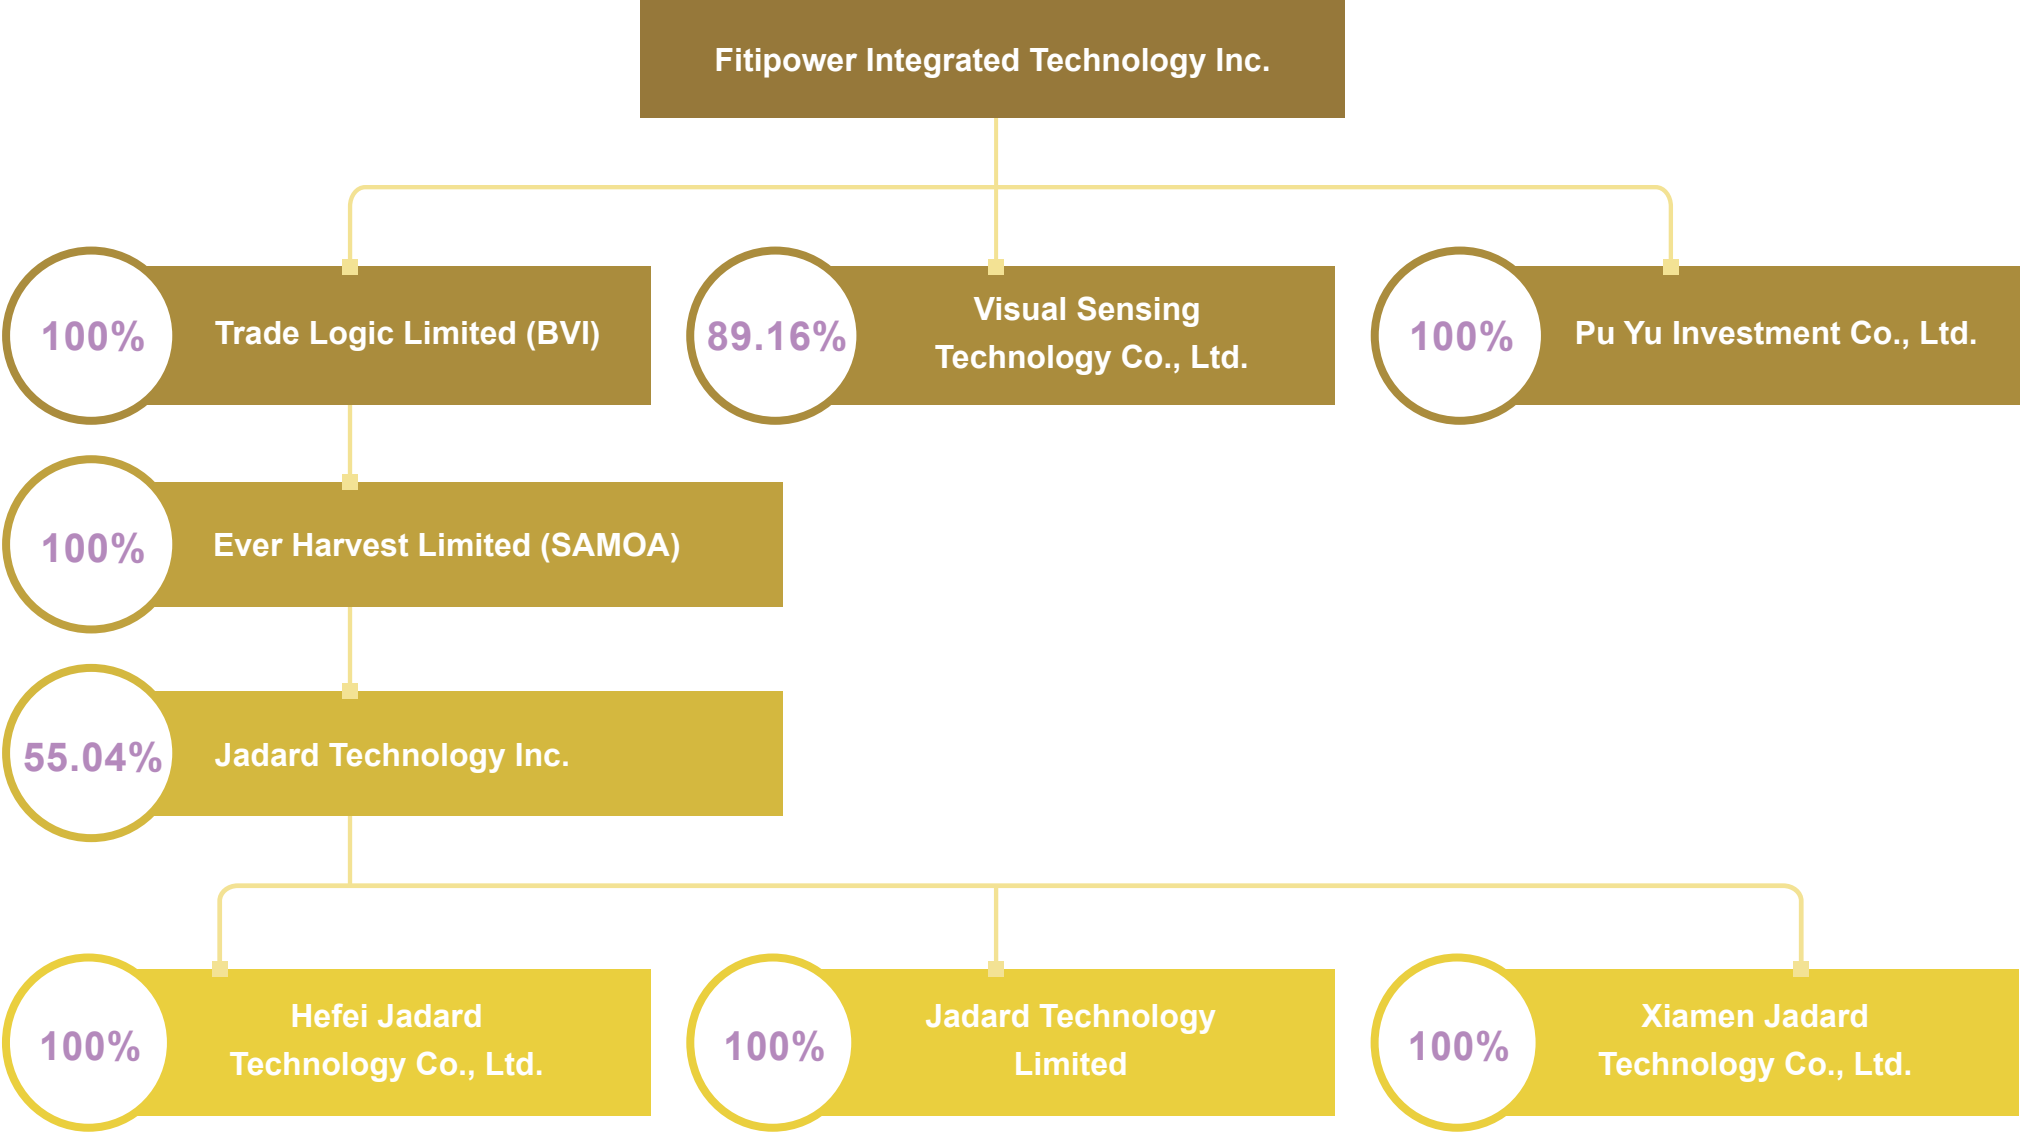 Fitipower Integrated Technology Inc.
100%
Trade Logic Limited (BVI)
89.16%
Visual Sensing
Technology Co., Ltd.
100%
Pu Yu Investment Co., Ltd.
100%
Ever Harvest Limited (SAMOA)
55.04%
Jadard Technology Inc.
100%
Hefei Jadard
Technology Co., Ltd.
100%
Jadard Technology
Limited
100%
Xiamen Jadard
Technology Co., Ltd.